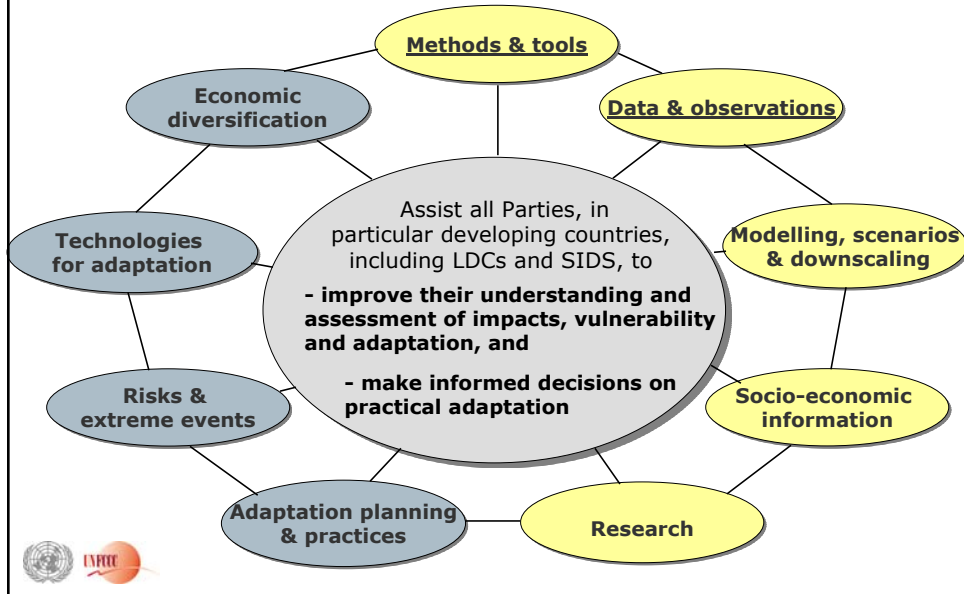 Methods & tools
Economic
diversification
Data & observations
Assist all Parties, in
particular developing countries,
including LDCs and SIDS, to
- improve their understanding and
assessment of impacts, vulnerability
and adaptation, and
- make informed decisions on
practical adaptation
Technologies
for adaptation
Modelling, scenarios
& downscaling
Risks &
extreme events
Socio-economic
information
Adaptation planning
& practices
Research
UNFCCC